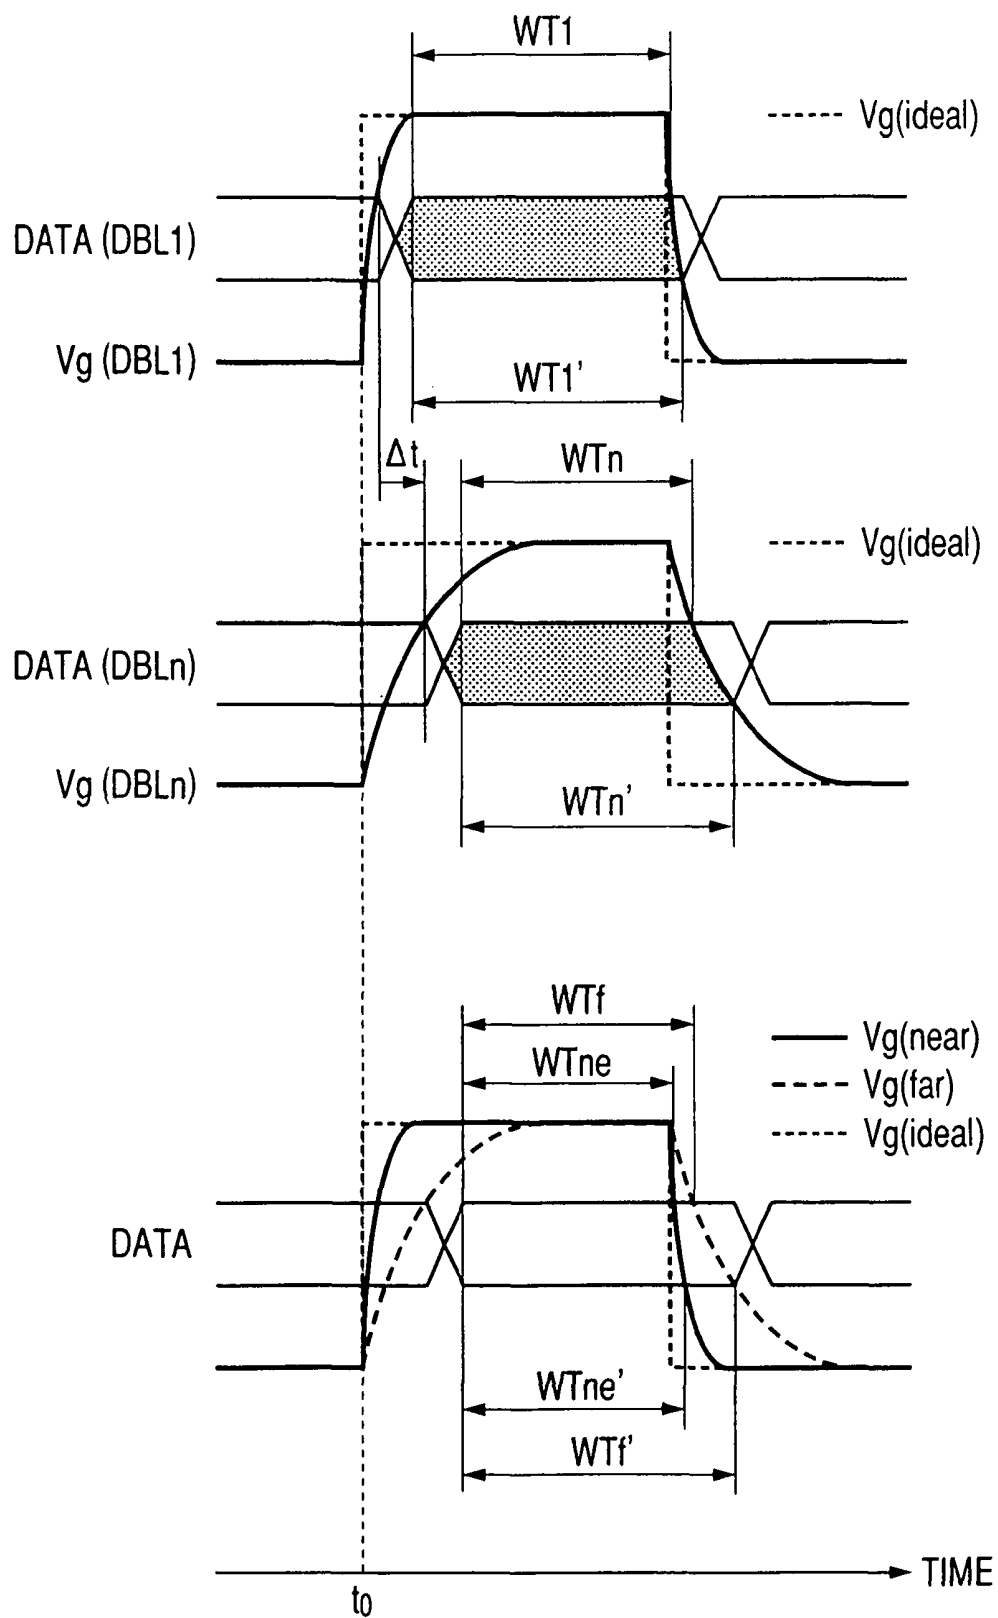 WT1
Vg(ideal)
DATA (DBL1)
Vg (DBL1)
WT1'
Δt
WTn
Vg(ideal)
DATA (DBLn)
Vg (DBLn)
WTn'
WTf
Vg(near)
WTne
Vg(far)
Vg(ideal)
DATA
WTne'
WTf'
TIME
t0